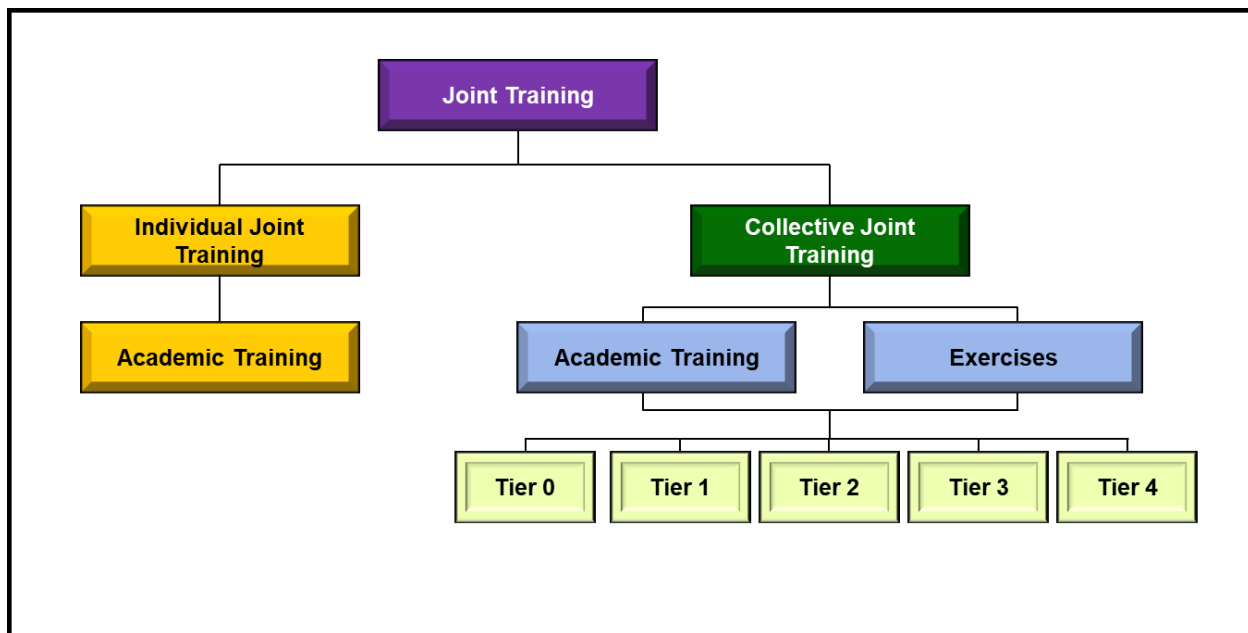 Joint Training
Individual Joint
Training
Collective Joint
Training
Academic Training
Academic Training
Exercises
Tier 0
Tier 1
Tier 2
Tier 3
Tier 4